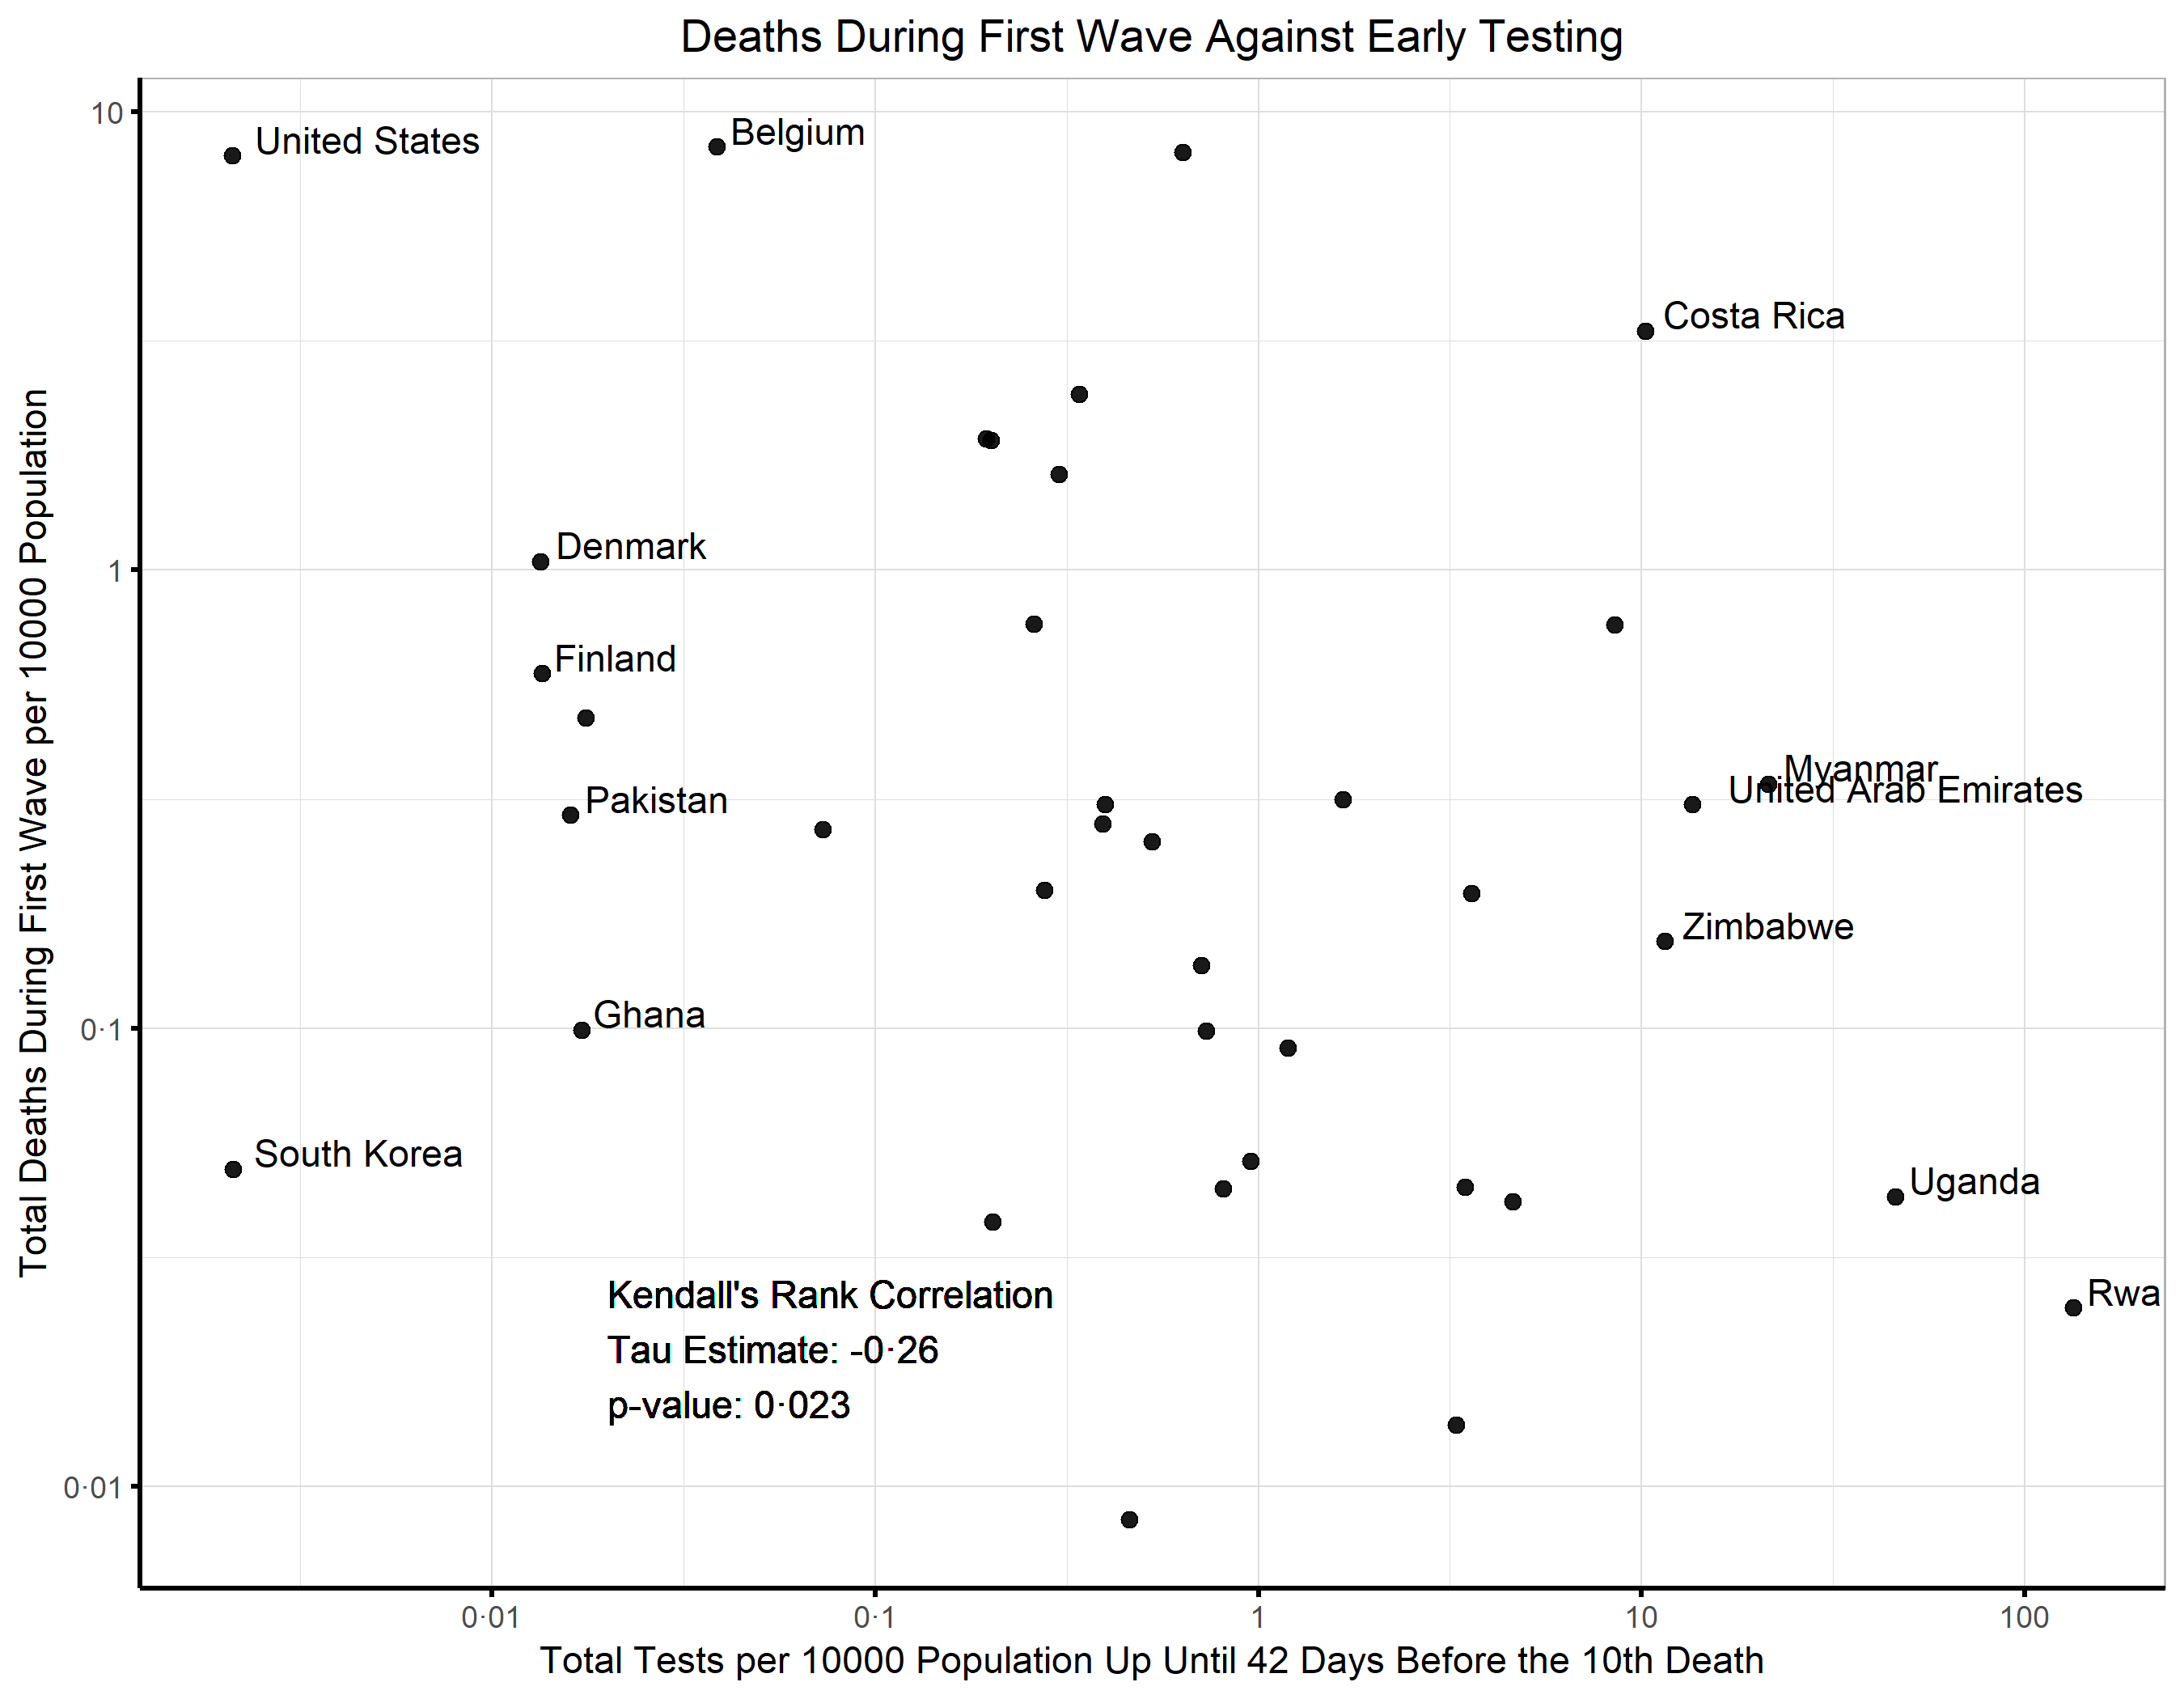 Deaths During First Wave Against Early Testing
10
United States
Belgium
Costa Rica
Total Deaths During First Wave per 10000 Population
1
Denmark
Finland
Myanmar
United Arab Emirates
Pakistan
Zimbabwe
0·1
Ghana
South Korea
Uganda
Rwa
Kendall's Rank Correlation
Tau Estimate: -0·26
p-value: 0·023
0·01
0·01
0·1
1
10
100
Total Tests per 10000 Population Up Until 42 Days Before the 10th Death